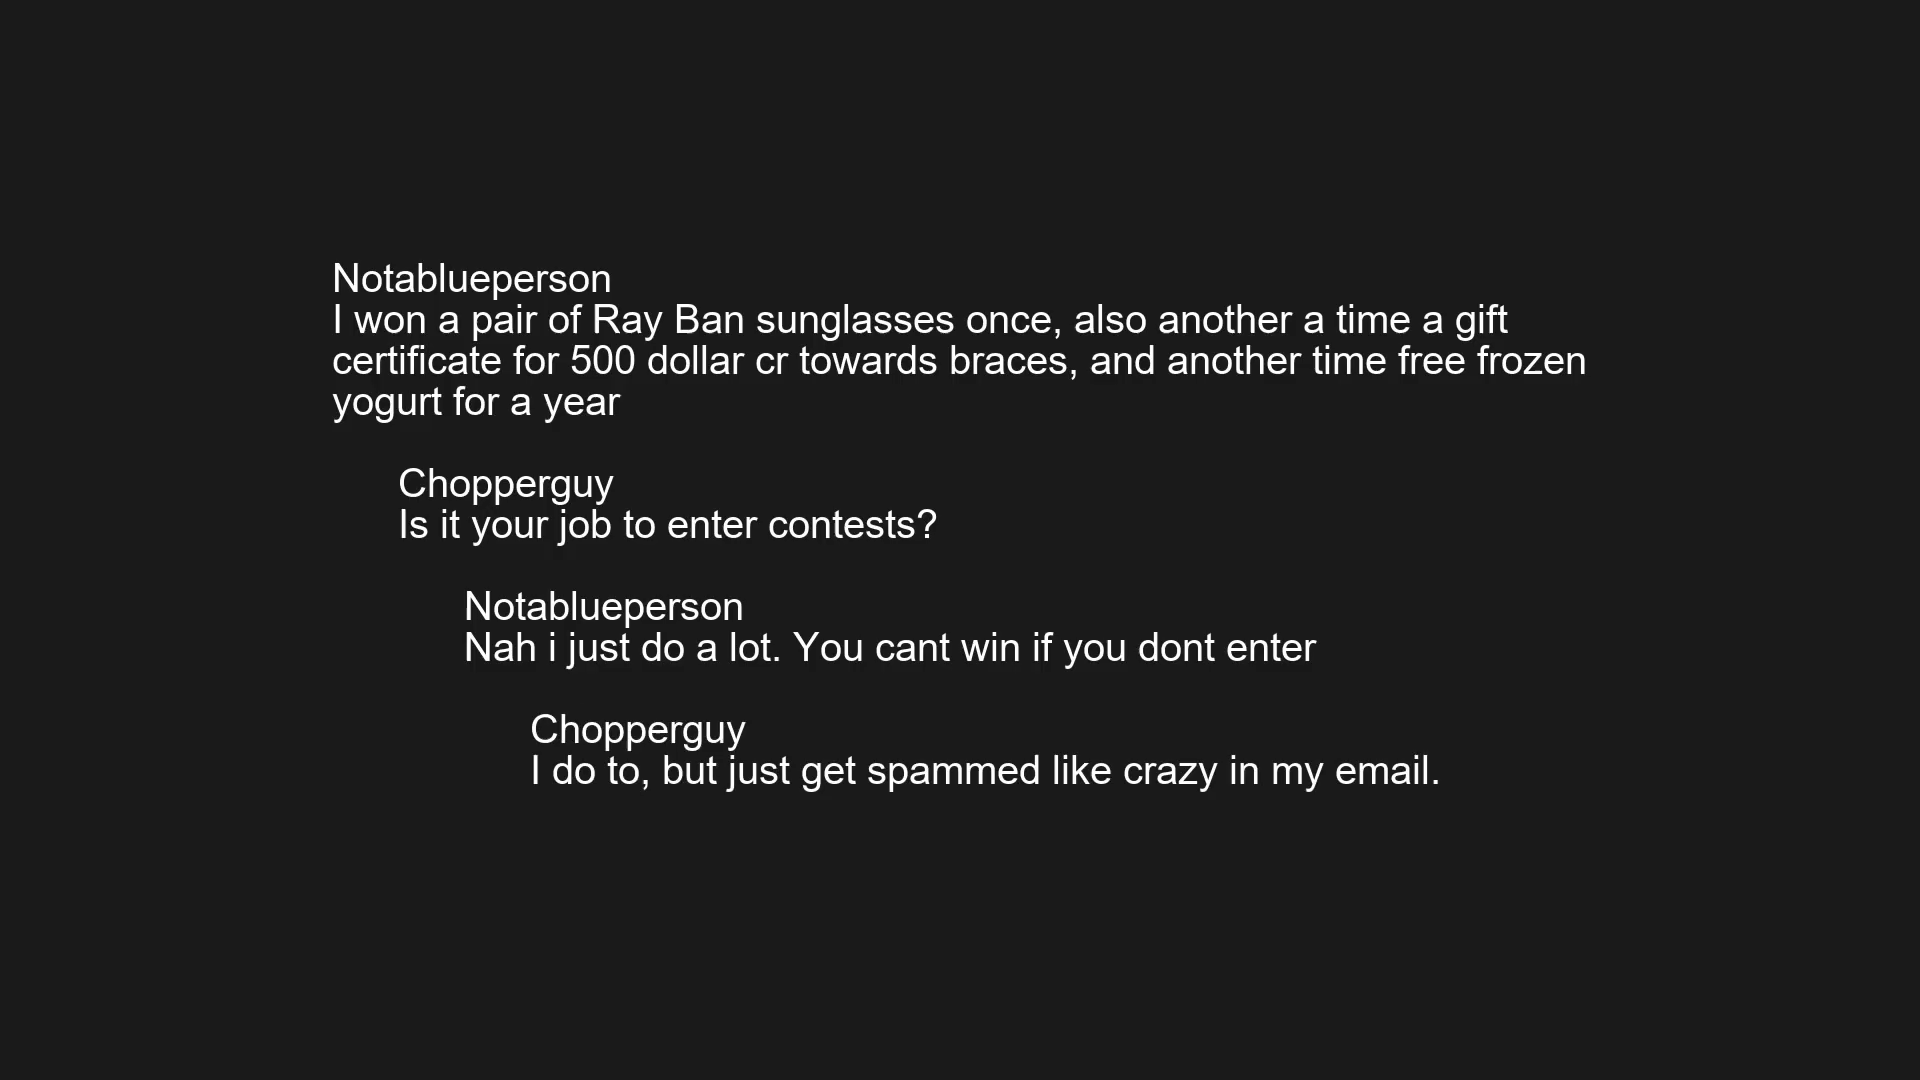 Notablueperson
I won a pair of Ray Ban sunglasses once, also another a time a gift
certificate for 500 dollar cr towards braces, and another time free frozen
yogurt for a year
Chopperguy
Is it your job to enter contests?
Notablueperson
Nah i just do a lot. You cant win if you dont enter
Chopperguy
I do to, but just get spammed like crazy in my email.